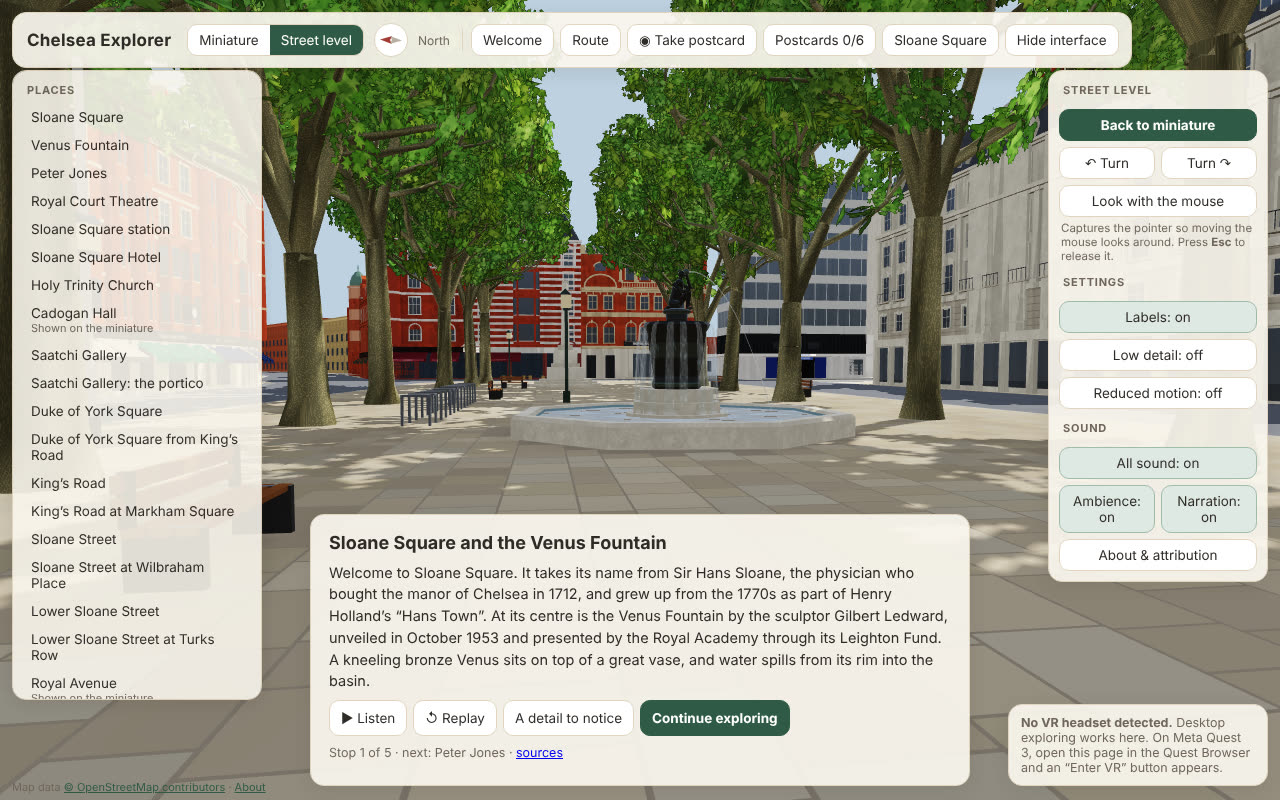 Chelsea Explorer
Miniature
Street level
North
Welcome
Route
◉ Take postcard
Postcards 0/6
Sloane Square
Hide interface
PLACES
Sloane Square
Venus Fountain
Peter Jones
Royal Court Theatre
Sloane Square station
Sloane Square Hotel
Holy Trinity Church
Cadogan Hall
Shown on the miniature
Saatchi Gallery
Saatchi Gallery: the portico
Duke of York Square
Duke of York Square from King’s
Road
King’s Road
King’s Road at Markham Square
Sloane Street
Sloane Street at Wilbraham
Place
Lower Sloane Street
Lower Sloane Street at Turks
Row
Royal Avenue
Shown on the miniature
STREET LEVEL
Back to miniature
↶ Turn
Turn ↷
Look with the mouse
Captures the pointer so moving the
mouse looks around. Press Esc to
release it.
SETTINGS
Labels: on
Low detail: off
Reduced motion: off
SOUND
All sound: on
Ambience:
on
Narration:
on
About & attribution
Sloane Square and the Venus Fountain
Welcome to Sloane Square. It takes its name from Sir Hans Sloane, the physician who
bought the manor of Chelsea in 1712, and grew up from the 1770s as part of Henry
Holland’s “Hans Town”. At its centre is the Venus Fountain by the sculptor Gilbert Ledward,
unveiled in October 1953 and presented by the Royal Academy through its Leighton Fund.
A kneeling bronze Venus sits on top of a great vase, and water spills from its rim into the
basin.
▶ Listen
↺ Replay
A detail to notice
Continue exploring
Stop 1 of 5 · next: Peter Jones · sources
No VR headset detected. Desktop
exploring works here. On Meta Quest
3, open this page in the Quest Browser
and an “Enter VR” button appears.
Map data © OpenStreetMap contributors · About